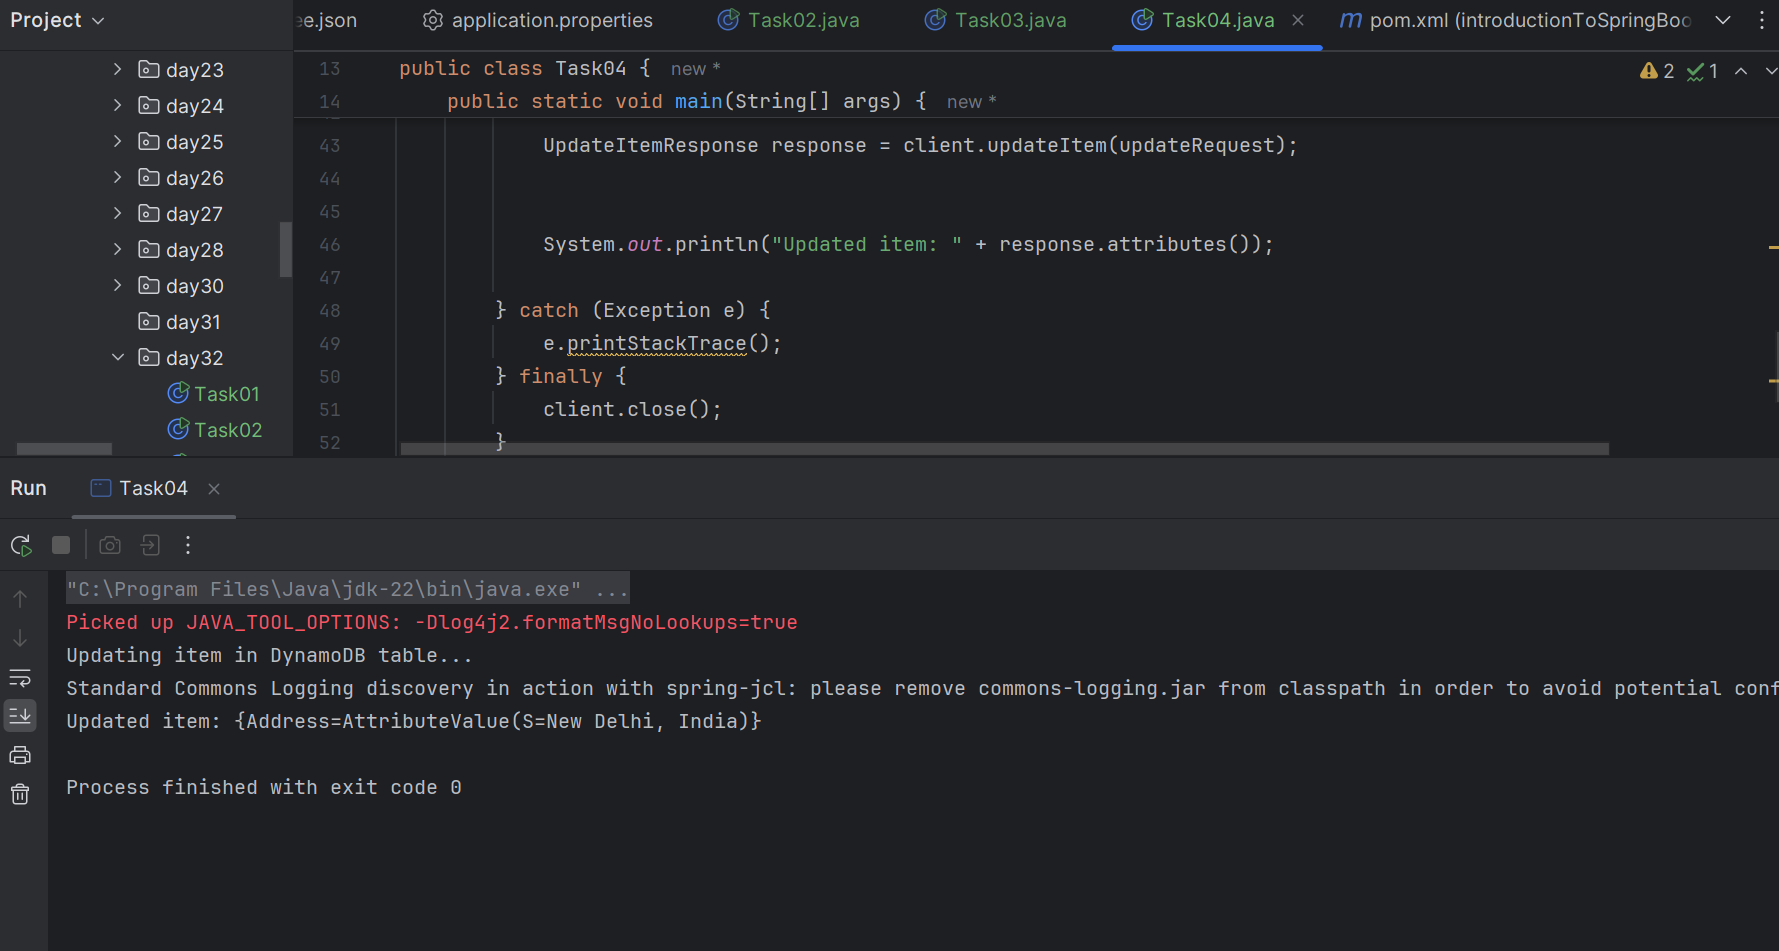 Project
ee.json
application.properties
Task02.java
Task03.java
Task04.java
m pom.xml (introductionToSpringBoo
day23
day24
day25
day26
day27
day28
day30
day31
day32
Task01
Task02
13 public class Task04 { new *
14 public static void main(String[] args) { new *
2 1
43 UpdateItemResponse response = client.updateItem(updateRequest);
44
45
46 System.out.println("Updated item: " + response.attributes());
47
48 } catch (Exception e) {
49 e.printStackTrace();
50 } finally {
51 client.close();
52 }
Run Task04
"C:\Program Files\Java\jdk-22\bin\java.exe" ...
Picked up JAVA_TOOL_OPTIONS: -Dlog4j2.formatMsgNoLookups=true
Updating item in DynamoDB table...
Standard Commons Logging discovery in action with spring-jcl: please remove commons-logging.jar from classpath in order to avoid potential conf
Updated item: {Address=AttributeValue(S=New Delhi, India)}
Process finished with exit code 0